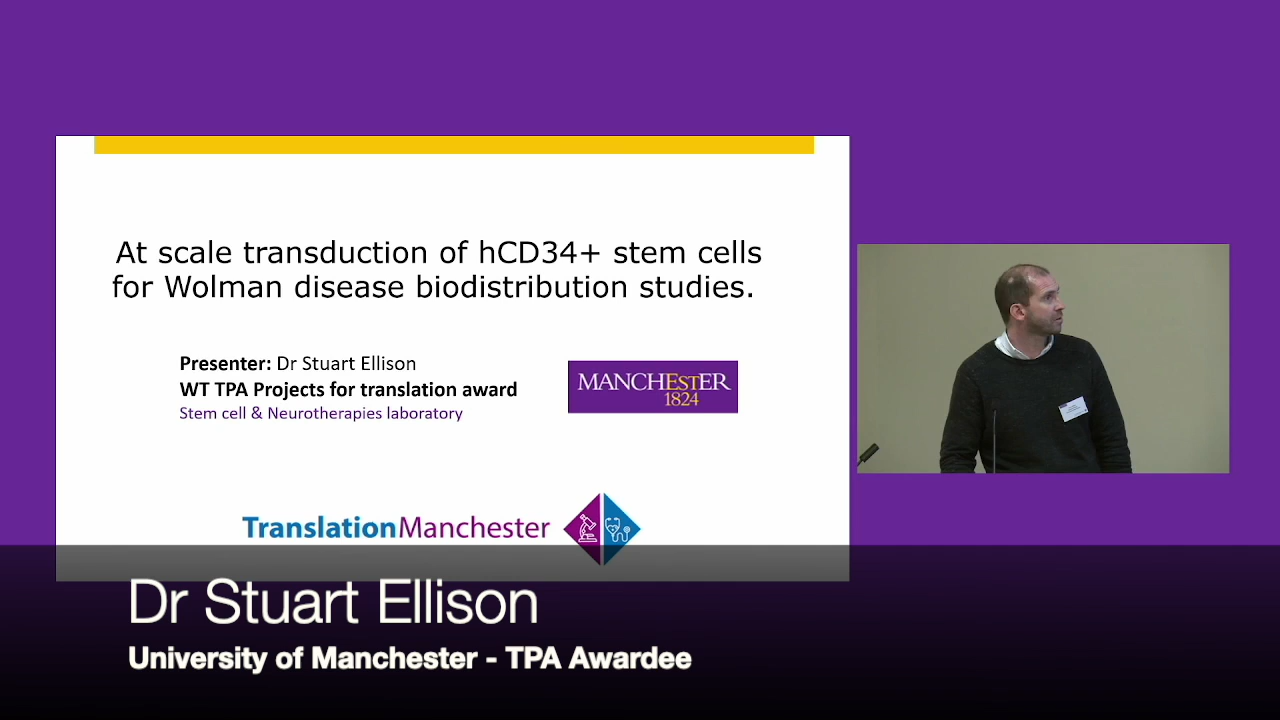 At scale transduction of hCD34+ stem cells
for Wolman disease biodistribution studies.
Presenter: Dr Stuart Ellison
WT TPA Projects for translation award
Stem cell & Neurotherapies laboratory
MANCHESTER
1824
TranslationManchester
Dr Stuart Ellison
University of Manchester - TPA Awardee